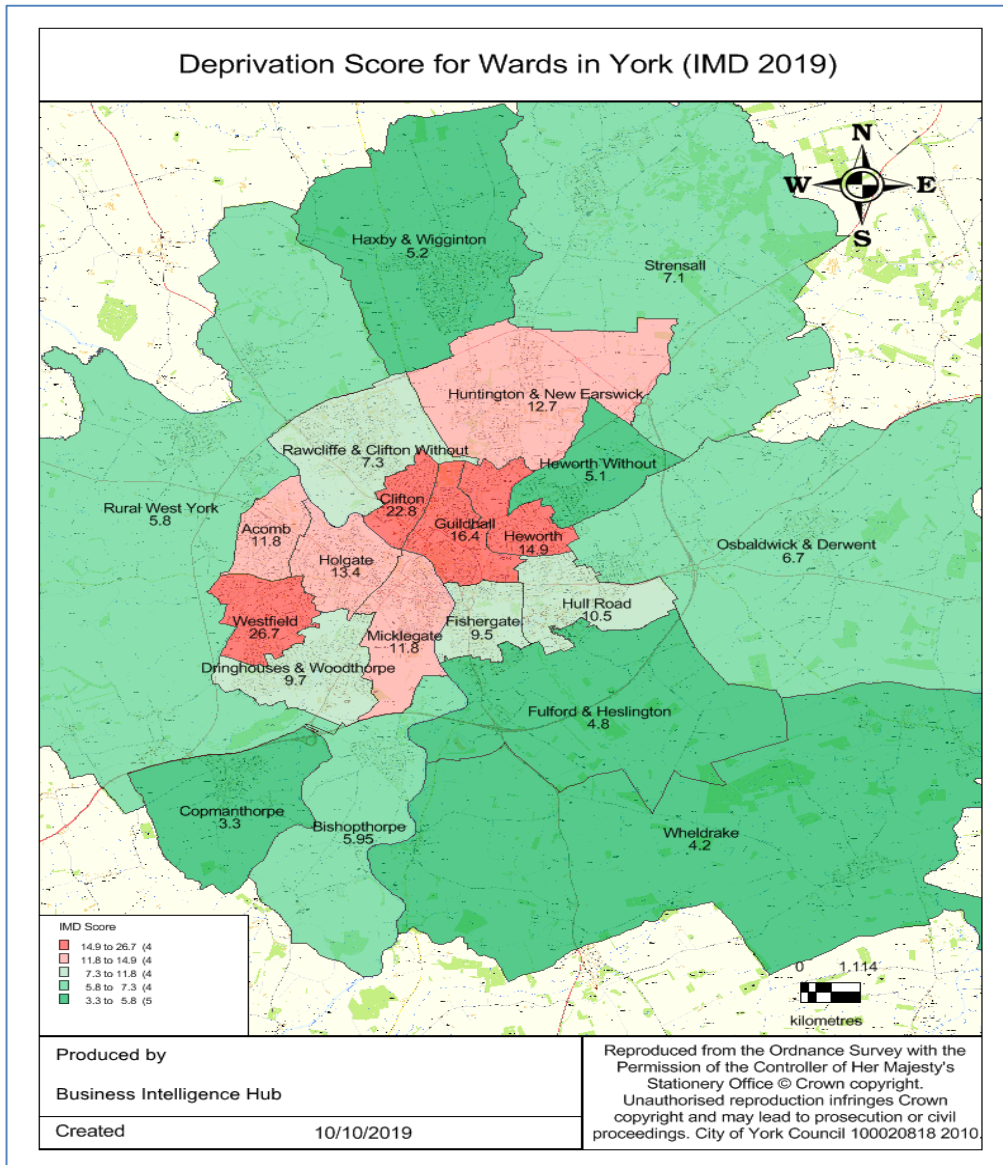 Deprivation Score for Wards in York (IMD 2019)
N
W E
S
Haxby & Wigginton
5.2
Strensall
7.1
Huntington & New Earswick
12.7
Rawcliffe & Clifton Without
7.3
Heworth Without
5.1
Clifton
22.8
Rural West York
5.8
Guildhall
16.4
Acomb
11.8
Heworth
14.9
Osbaldwick & Derwent
6.7
Holgate
13.4
Hull Road
10.5
Westfield
26.7
Fishergate
9.5
Micklegate
11.8
Dringhouses & Woodthorpe
9.7
Fulford & Heslington
4.8
Copmanthorpe
3.3
Bishopthorpe
5.95
Wheldrake
4.2
IMD Score
14.9 to 26.7 (4
11.8 to 14.9 (4
7.3 to 11.8 (4
5.8 to 7.3 (4
3.3 to 5.8 (5
0 1.114
kilometres
Produced by
Business Intelligence Hub
Created 10/10/2019
Reproduced from the Ordnance Survey with the
Permission of the Controller of Her Majesty's
Stationery Office © Crown copyright.
Unauthorised reproduction infringes Crown
copyright and may lead to prosecution or civil
proceedings. City of York Council 100020818 2010.